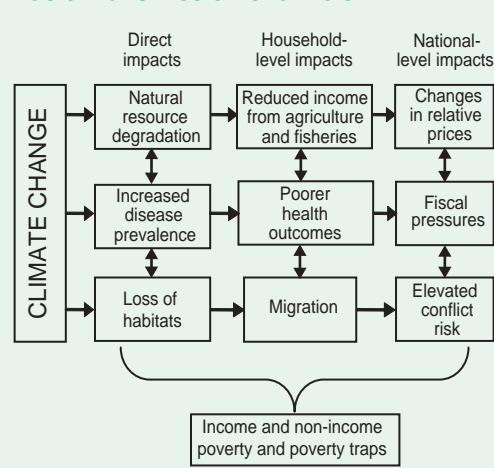 Direct
impacts
Household-
level impacts
National-
level impacts
CLIMATE CHANGE
Natural
resource
degradation
Reduced income
from agriculture
and fisheries
Changes
in relative
prices
Increased
disease
prevalence
Poorer
health
outcomes
Fiscal
pressures
Loss of
habitats
Migration
Elevated
conflict
risk
Income and non-income
poverty and poverty traps